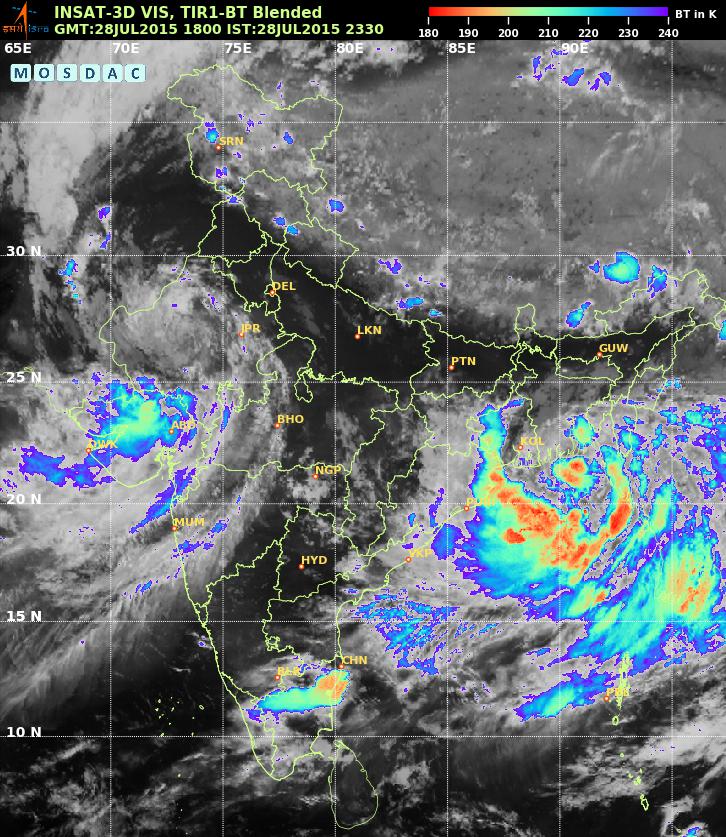 INSAT-3D VIS, TIR1-BT Blended
GMT:28JUL2015 1800 IST:28JUL2015 2330
BT in K
180 190 200 210 220 230 240
65E 70E 75E 80E 85E 90E
MOSDAC
SRN
30 N
DEL
JPR LKN
GUW
PTN
25 N
BHO
ABD
KOL
DWK
NGP
20 N
MUM
VKP
HYD
15 N
CHN
BLR
PBL
10 N